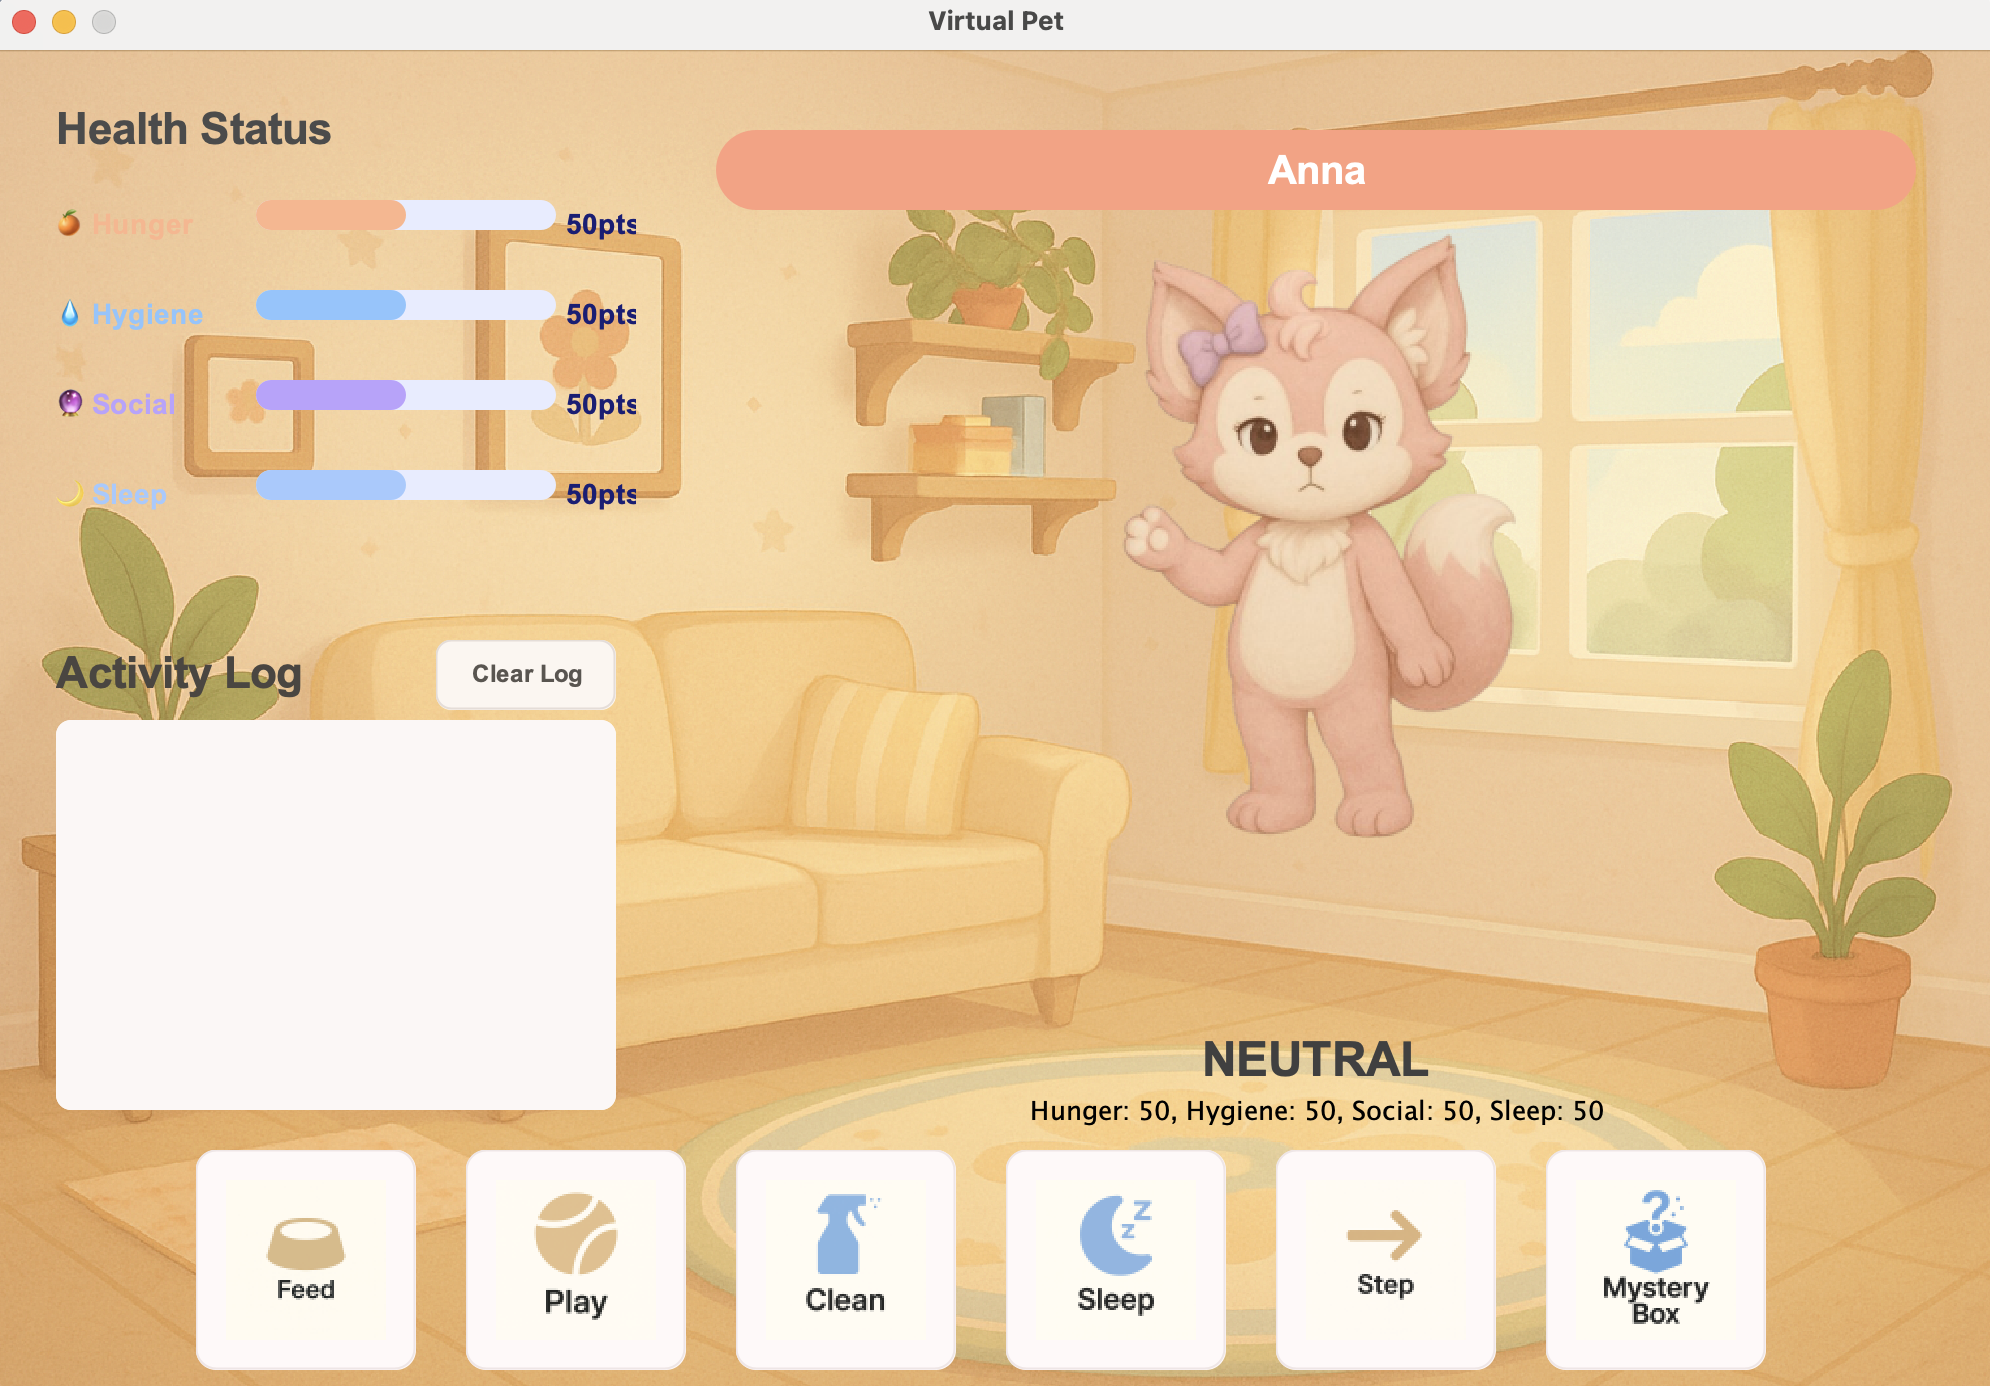 Virtual Pet
Health Status
Anna
Hunger
50pts
Hygiene
50pts
Social
50pts
Sleep
50pts
Activity Log
Clear Log
NEUTRAL
Hunger: 50, Hygiene: 50, Social: 50, Sleep: 50
Feed
Play
Clean
Sleep
Step
Mystery
Box